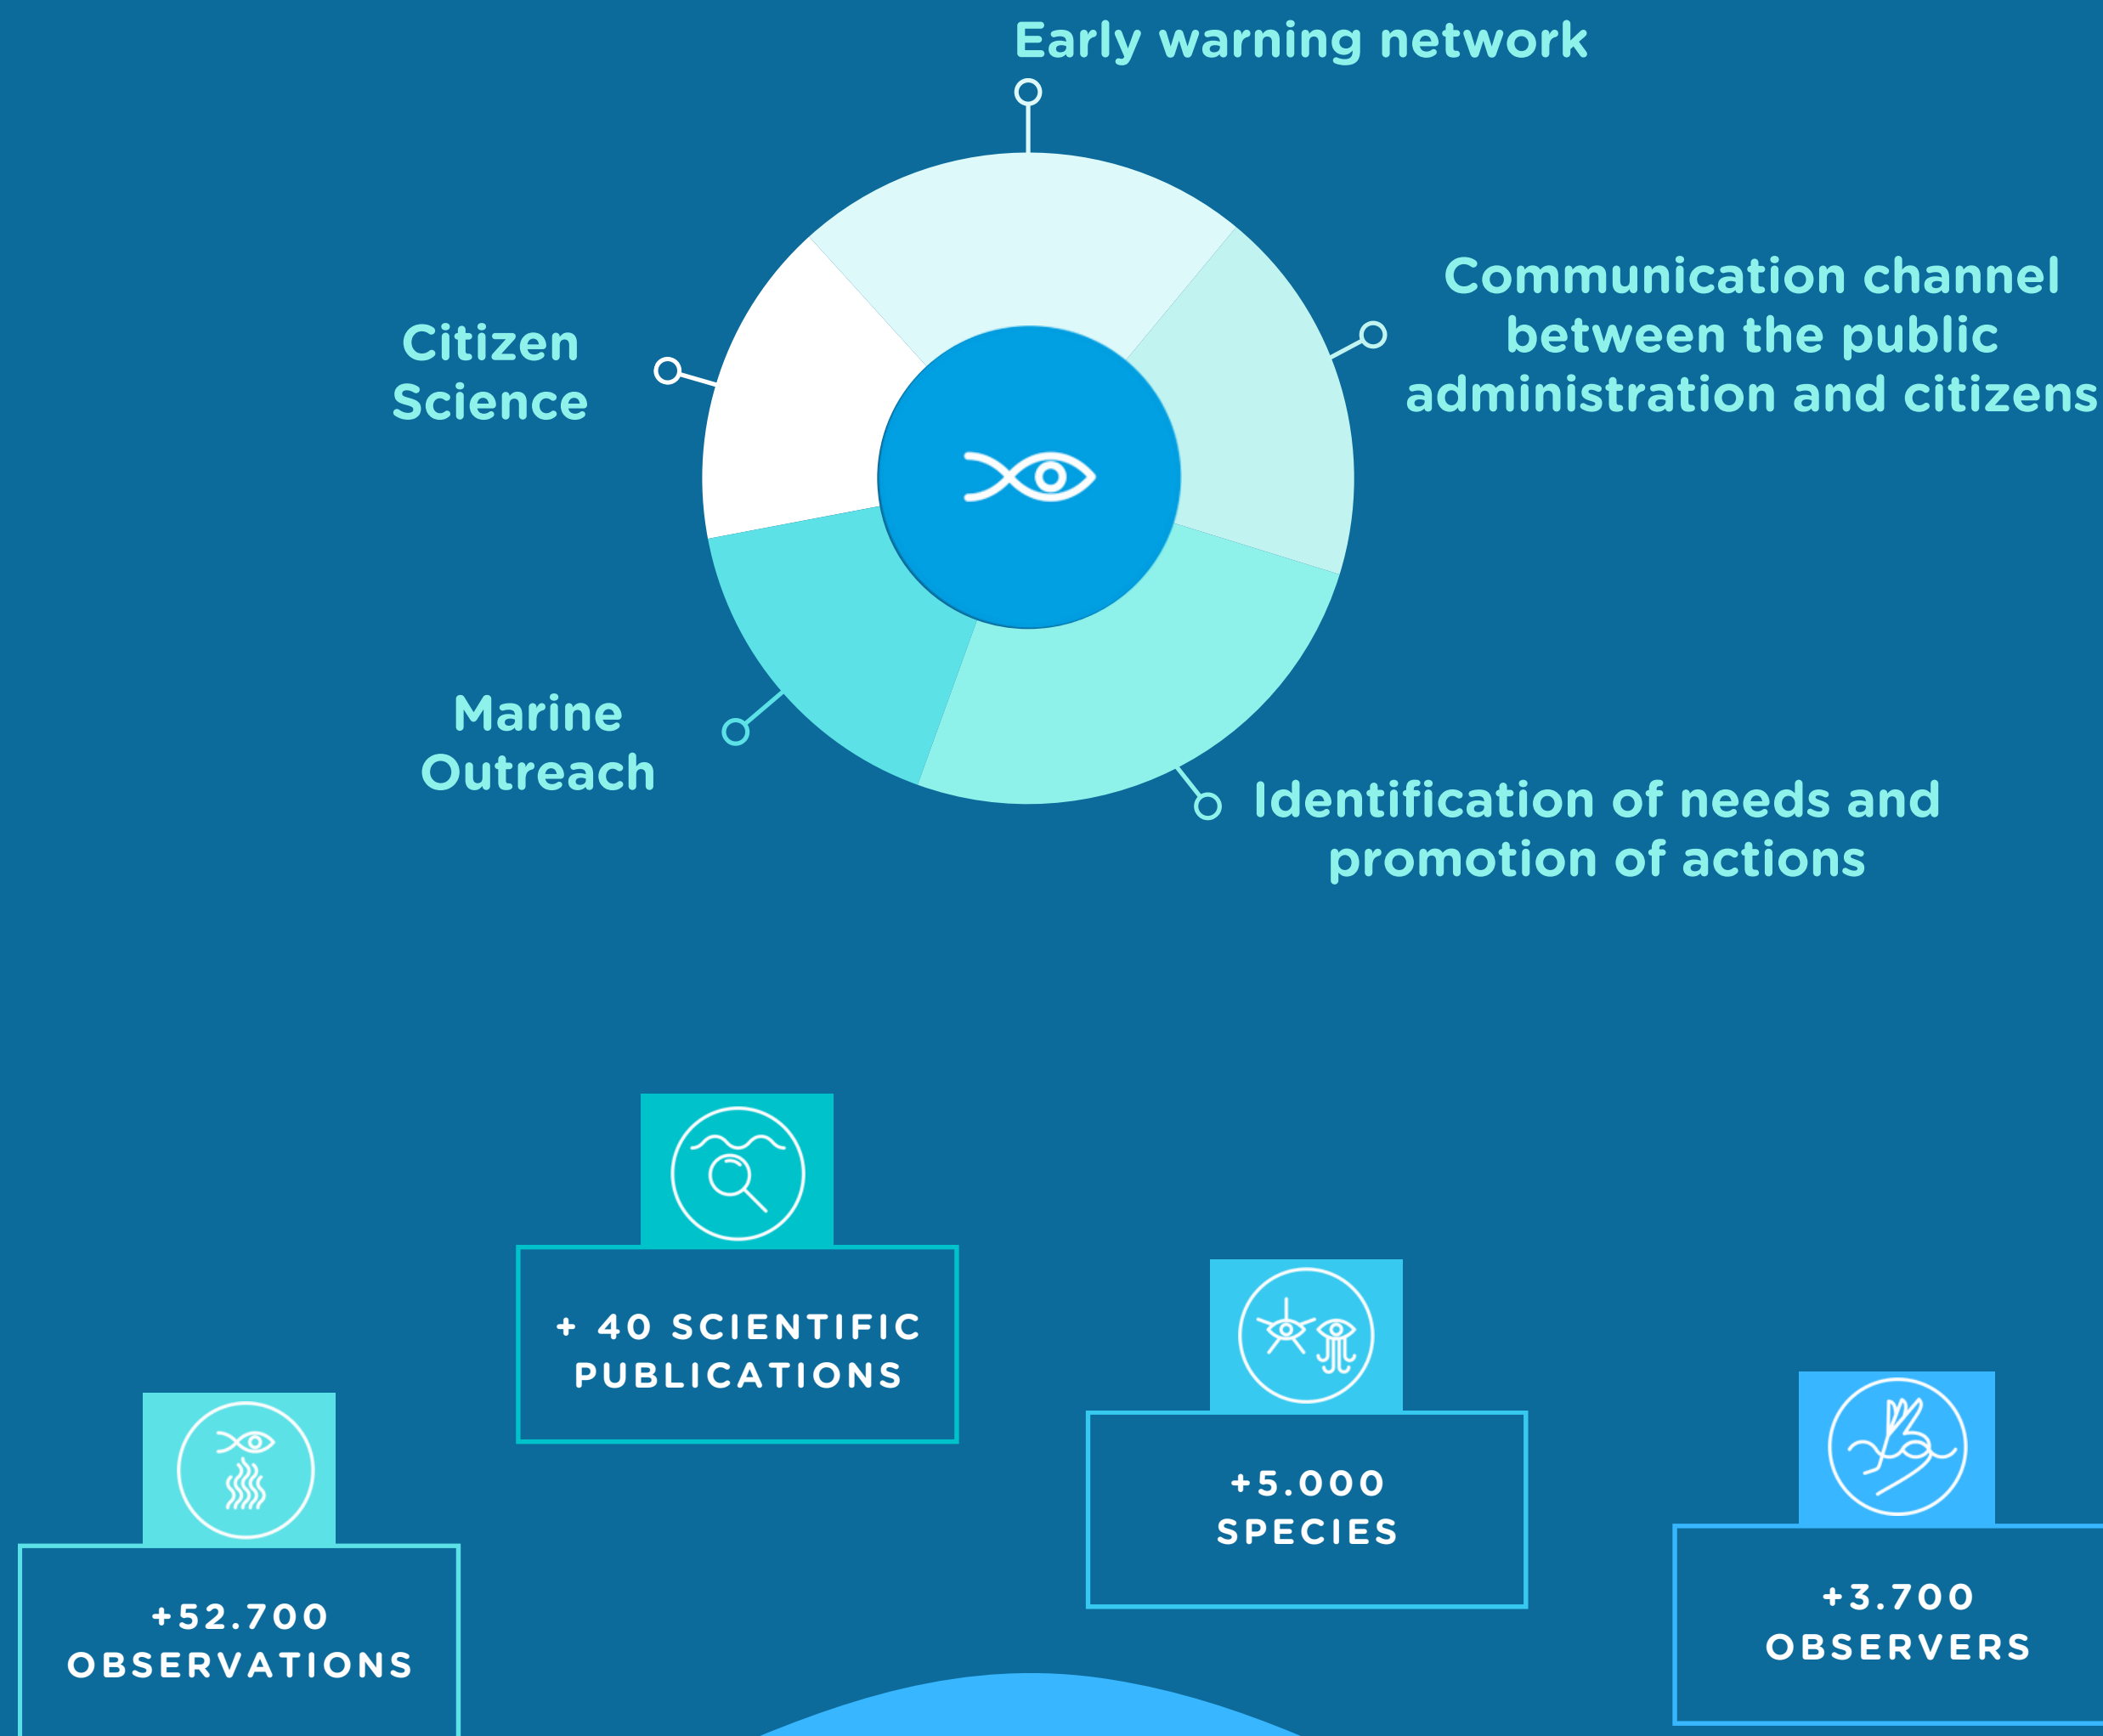 Early warning network
Communication channel
between the public
administration and citizens
Citizen
Science
Marine
Outreach
Identification of needs and
promotion of actions
+ 40 SCIENTIFIC
PUBLICATIONS
+5.000
SPECIES
+52.700
OBSERVATIONS
+3.700
OBSERVERS